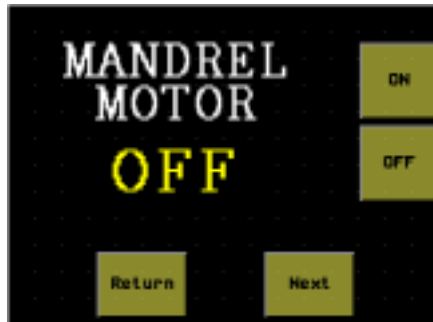 MANDREL
MOTOR
OFF
ON
OFF
Return
Next